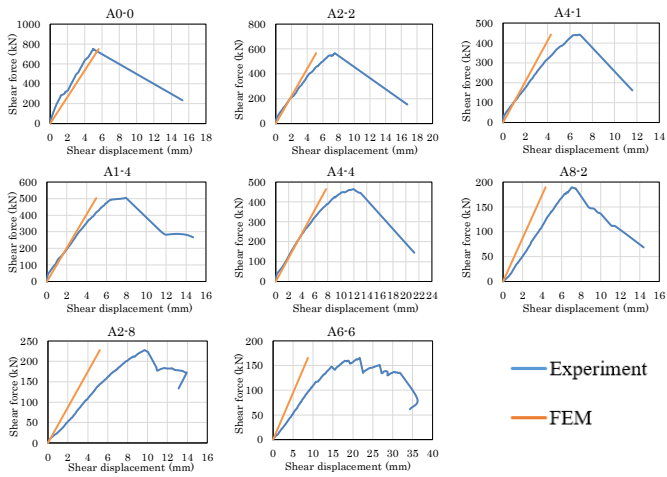 A0-0
Shear force (kN)
1000
800
600
400
200
0
0 2 4 6 8 10 12 14 16 18
Shear displacement (mm)
A2-2
Shear force (kN)
800
600
400
200
0
0 2 4 6 8 10 12 14 16 18 20
Shear displacement (mm)
A4-1
Shear force (kN)
500
400
300
200
100
0
0 2 4 6 8 10 12 14
Shear displacement (mm)
A1-4
Shear force (kN)
600
500
400
300
200
100
0
0 2 4 6 8 10 12 14 16
Shear displacement (mm)
A4-4
Shear force (kN)
500
400
300
200
100
0
0 2 4 6 8 10 12 14 16 18 20 22 24
Shear displacement (mm)
A8-2
Shear force (kN)
200
150
100
50
0
0 2 4 6 8 10 12 14 16
Shear displacement (mm)
A2-8
Shear force (kN)
250
200
150
100
50
0
0 2 4 6 8 10 12 14 16
Shear displacement (mm)
A6-6
Shear force (kN)
200
150
100
50
0
0 5 10 15 20 25 30 35 40
Shear displacement (mm)
Experiment
FEM